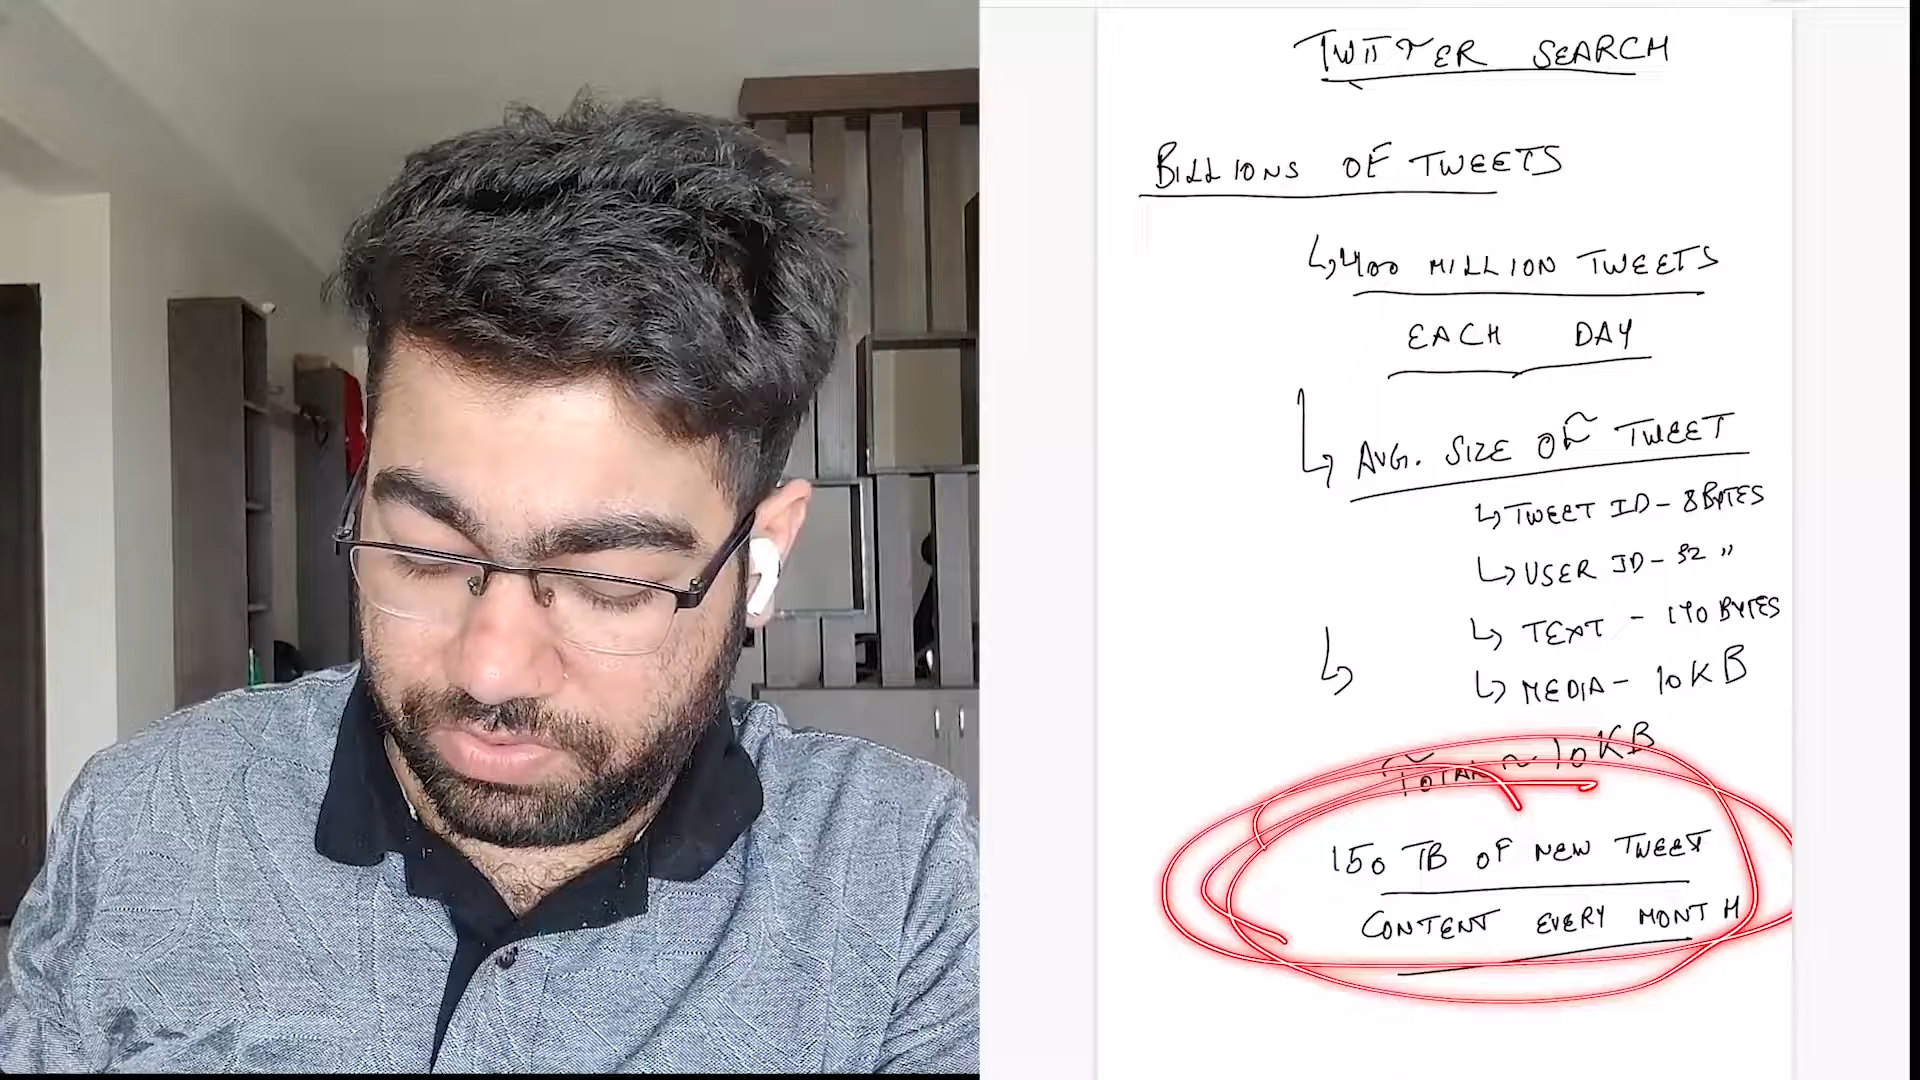 TWITTER SEARCH
BILLIONS OF TWEETS
↳ 400 MILLION TWEETS
EACH DAY
↳ AVG. SIZE OF TWEET
↳ TWEET ID - 8 BYTES
↳ USER ID - 32 "
↳ TEXT - 140 BYTES
↳ MEDIA - 10 KB
↳
TOTAL ~ 10 KB
150 TB OF NEW TWEET
CONTENT EVERY MONTH